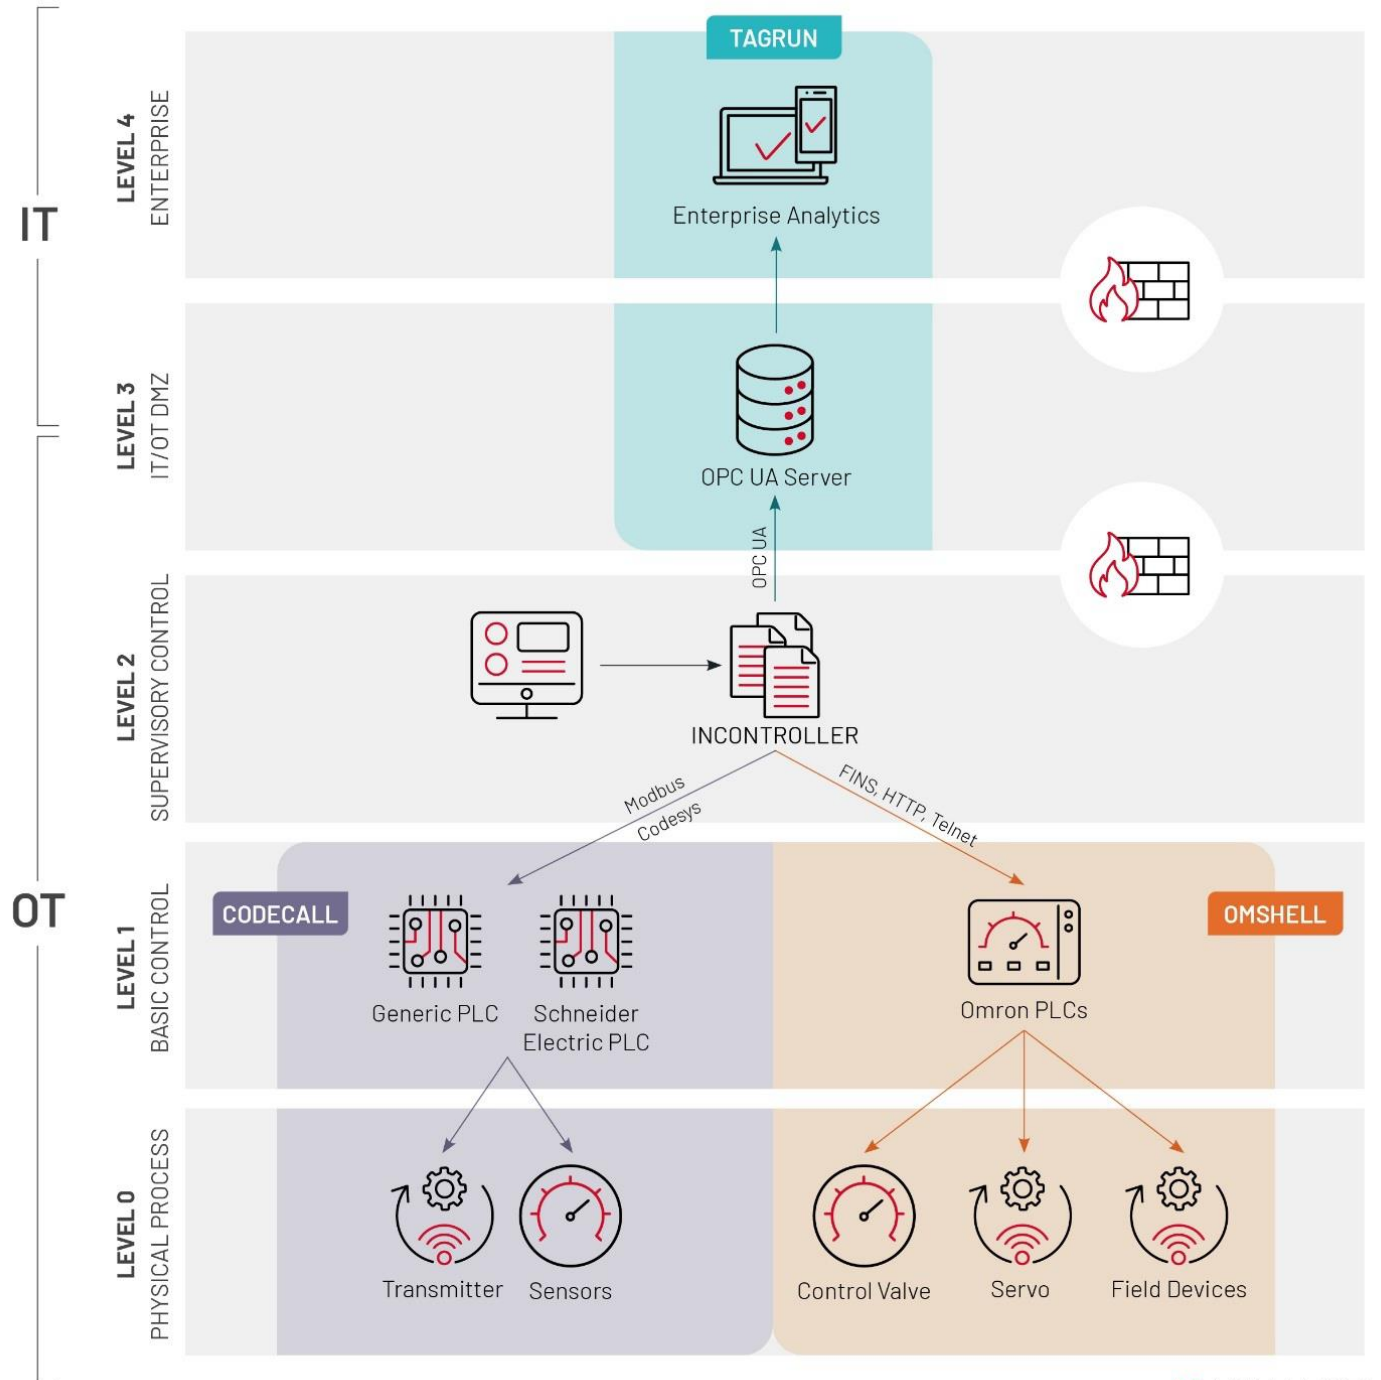 TAGRUN
LEVEL 4
ENTERPRISE
Enterprise Analytics
IT
LEVEL 3
IT/OT DMZ
OPC UA Server
OPC UA
LEVEL 2
SUPERVISORY CONTROL
INCONTROLLER
Modbus
Codesys
FINS, HTTP, Telnet
OT
LEVEL 1
BASIC CONTROL
CODECALL
OMSHELL
Generic PLC
Schneider
Electric PLC
Omron PLCs
LEVEL 0
PHYSICAL PROCESS
Transmitter
Sensors
Control Valve
Servo
Field Devices